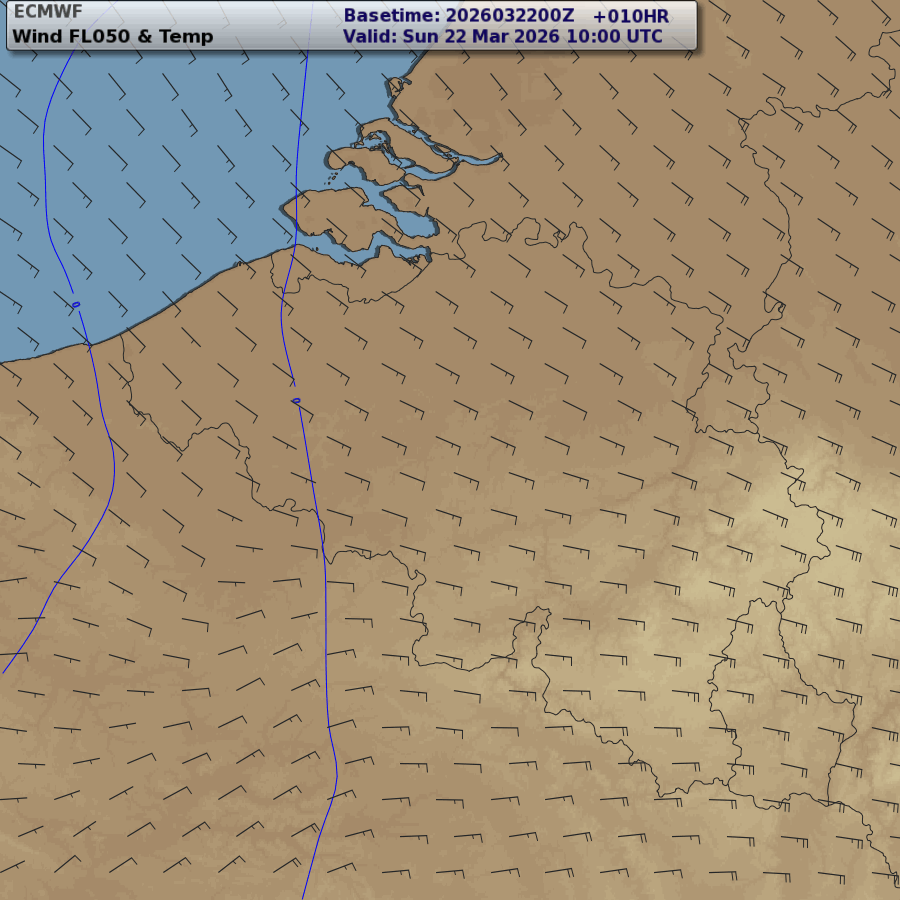 ECMWF
Basetime: 2026032200Z +010HR
Wind FL050 & Temp
Valid: Sun 22 Mar 2026 10:00 UTC
0
0